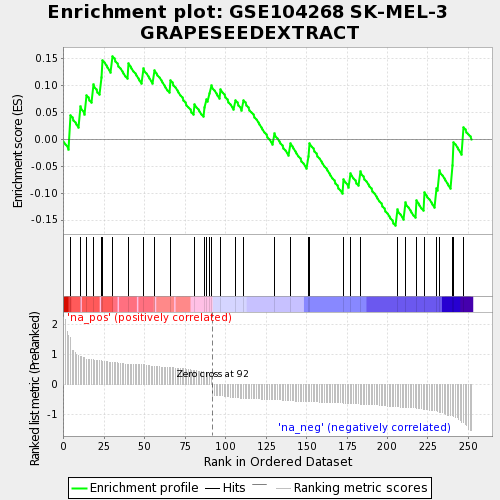 Enrichment plot: GSE104268 SK-MEL-3
GRAPESEEDEXTRACT
Enrichment score (ES)
0.15
0.10
0.05
0.00
-0.05
-0.10
-0.15
'na_pos' (positively correlated)
Ranked list metric (PreRanked)
2
1
0
-1
Zero cross at 92
'na_neg' (negatively correlated)
0 25 50 75 100 125 150 175 200 225 250
Rank in Ordered Dataset
Enrichment profile Hits Ranking metric scores